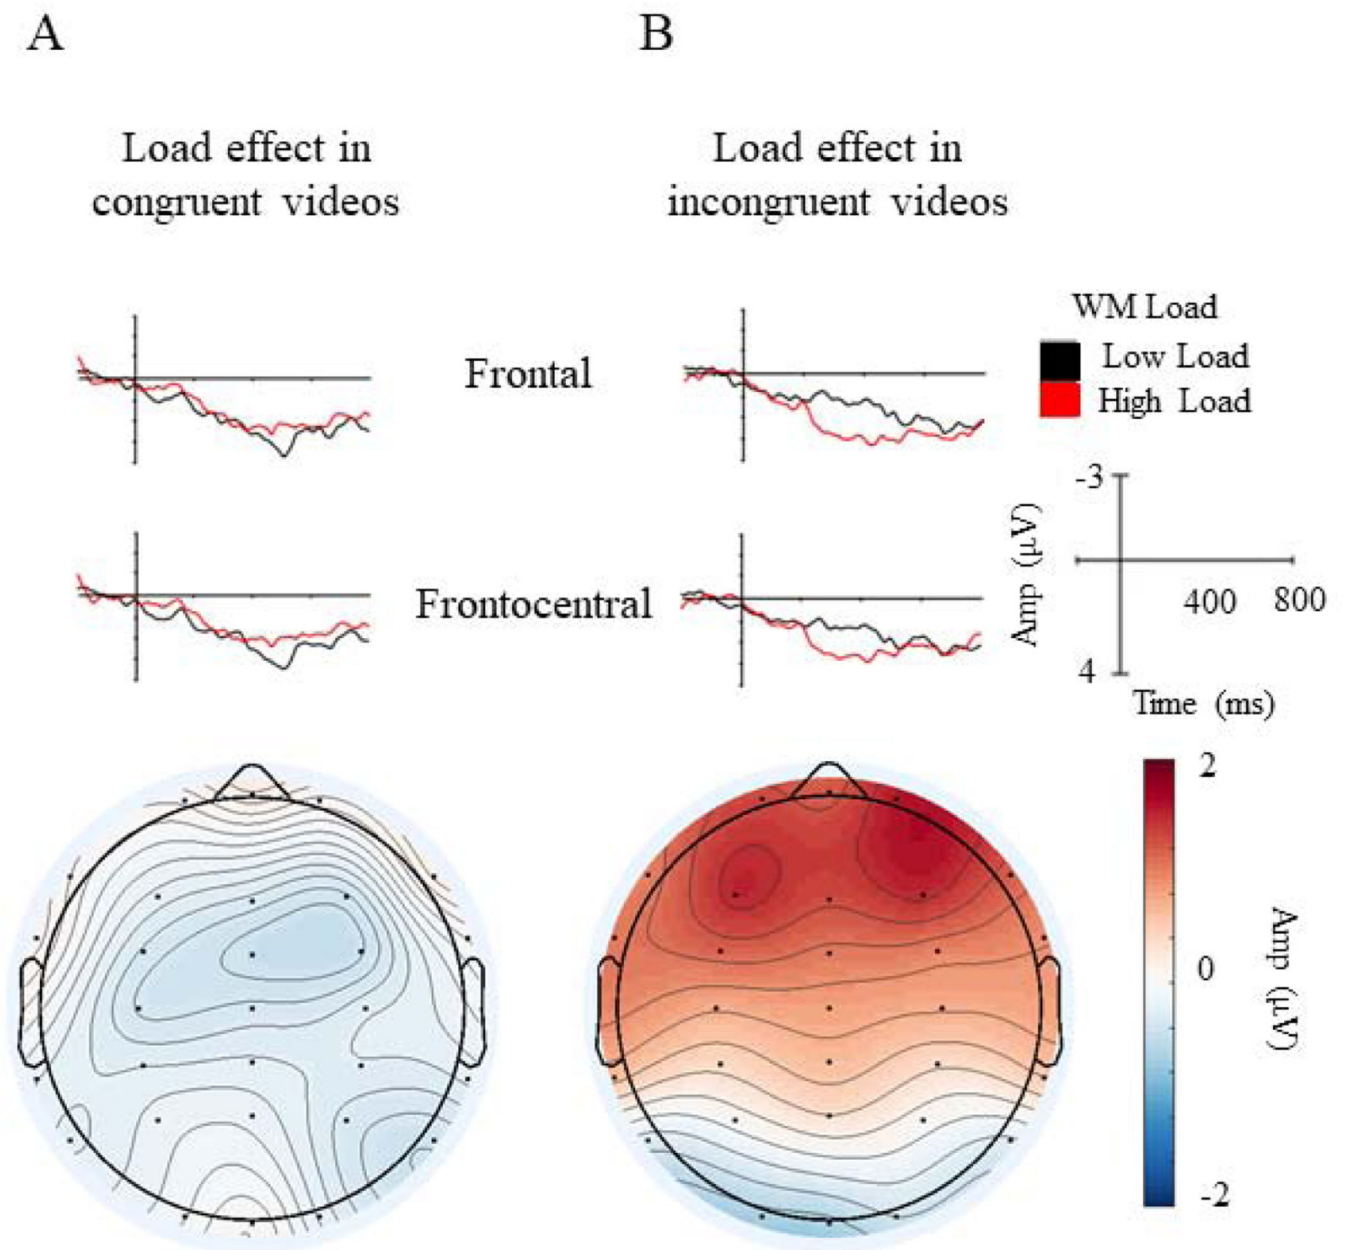 A
B
Load effect in
congruent videos
Load effect in
incongruent videos
WM Load
Low Load
High Load
Frontal
Frontocentral
-3
Amp (μV)
400 800
4
Time (ms)
2
0
-2
Amp (μV)